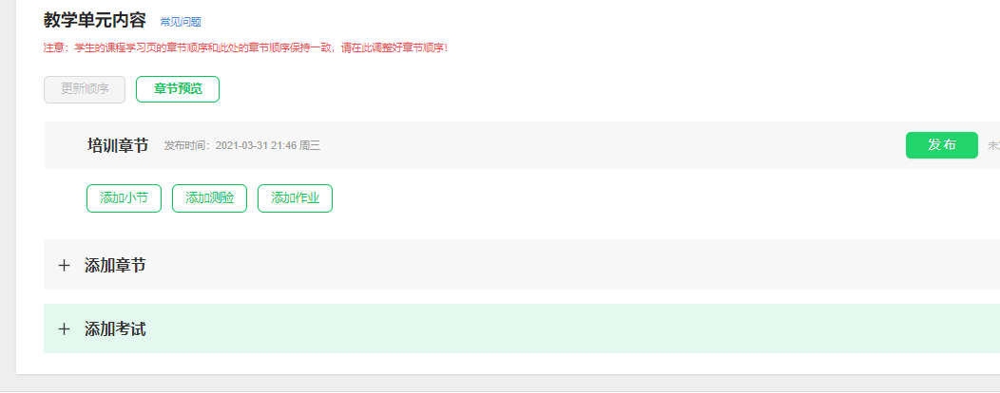 教学单元内容 常见问题
注意：学生的课程学习页的章节顺序和此处的章节顺序保持一致，请在此调整好章节顺序！
更新顺序 章节预览
培训章节 发布时间：2021-03-31 21:46 周三 发布 未
添加小节 添加测验 添加作业
+ 添加章节
+ 添加考试